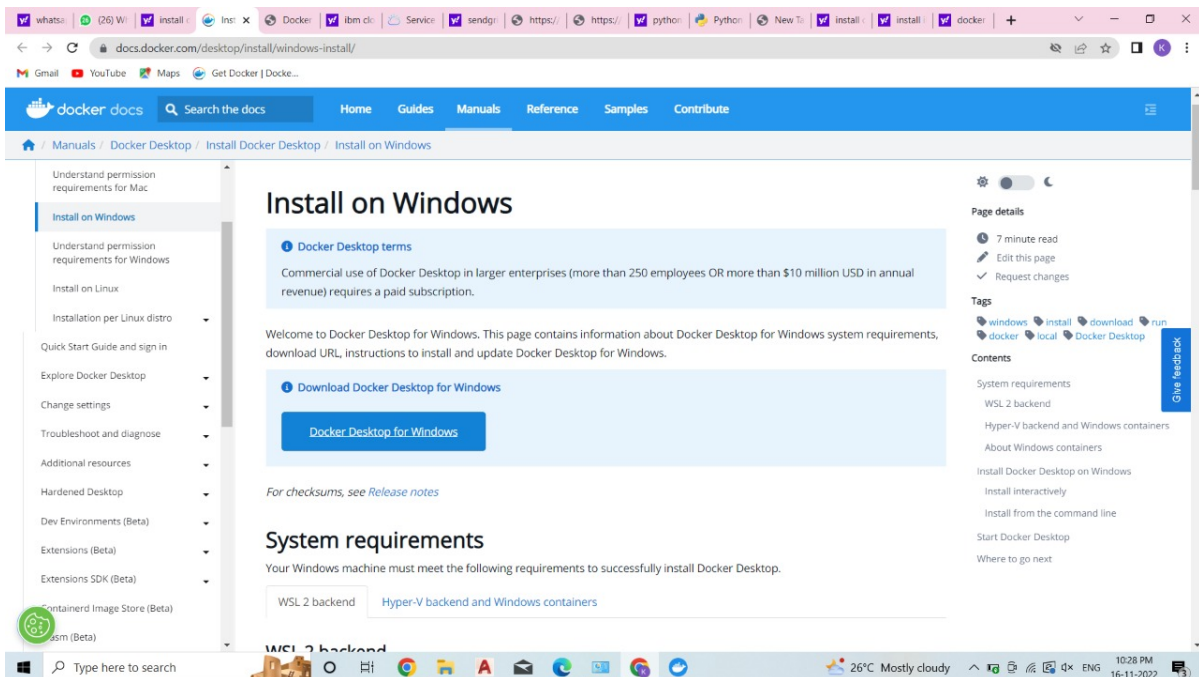 whatsa
(26) W
install c
Inst
Docker
ibm clo
Service
sendgri
https:/
https:/
python
Python
New Ta
install c
install
docker
docs.docker.com/desktop/install/windows-install/
K
Gmail
YouTube
Maps
Get Docker | Docke...
docker docs
Search the docs
Home
Guides
Manuals
Reference
Samples
Contribute
/ Manuals / Docker Desktop / Install Docker Desktop / Install on Windows
Understand permission
requirements for Mac
Install on Windows
Understand permission
requirements for Windows
Install on Linux
Installation per Linux distro
Quick Start Guide and sign in
Explore Docker Desktop
Change settings
Troubleshoot and diagnose
Additional resources
Hardened Desktop
Dev Environments (Beta)
Extensions (Beta)
Extensions SDK (Beta)
ontainerd Image Store (Beta)
asm (Beta)
Install on Windows
Docker Desktop terms
Commercial use of Docker Desktop in larger enterprises (more than 250 employees OR more than $10 million USD in annual
revenue) requires a paid subscription.
Welcome to Docker Desktop for Windows. This page contains information about Docker Desktop for Windows system requirements,
download URL, instructions to install and update Docker Desktop for Windows.
Download Docker Desktop for Windows
Docker Desktop for Windows
For checksums, see Release notes
System requirements
Your Windows machine must meet the following requirements to successfully install Docker Desktop.
WSL 2 backend
Hyper-V backend and Windows containers
WSL 2 backend
Page details
7 minute read
Edit this page
Request changes
Tags
windows install download run
docker local Docker Desktop
Contents
System requirements
WSL 2 backend
Hyper-V backend and Windows containers
About Windows containers
Install Docker Desktop on Windows
Install interactively
Install from the command line
Start Docker Desktop
Where to go next
Give feedback
Type here to search
26°C Mostly cloudy
ENG
10:28 PM
16-11-2022